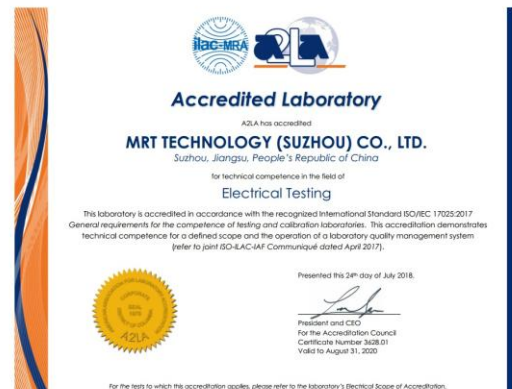 ilac-MRA
A2LA
Accredited Laboratory
A2LA has accredited
MRT TECHNOLOGY (SUZHOU) CO., LTD.
Suzhou, Jiangsu, People's Republic of China
for technical competence in the field of
Electrical Testing
This laboratory is accredited in accordance with the recognized International Standard ISO/IEC 17025:2017
General requirements for the competence of testing and calibration laboratories. This accreditation demonstrates
technical competence for a defined scope and the operation of a laboratory quality management system
(refer to joint ISO-ILAC-IAF Communiqué dated April 2017).
Presented this 24th day of July 2018.
President and CEO
For the Accreditation Council
Certificate Number 3628.01
Valid to August 31, 2020
CORPORATE
SEAL
1978
A2LA
For the tests to which this accreditation applies, please refer to the laboratory's Electrical Scope of Accreditation.